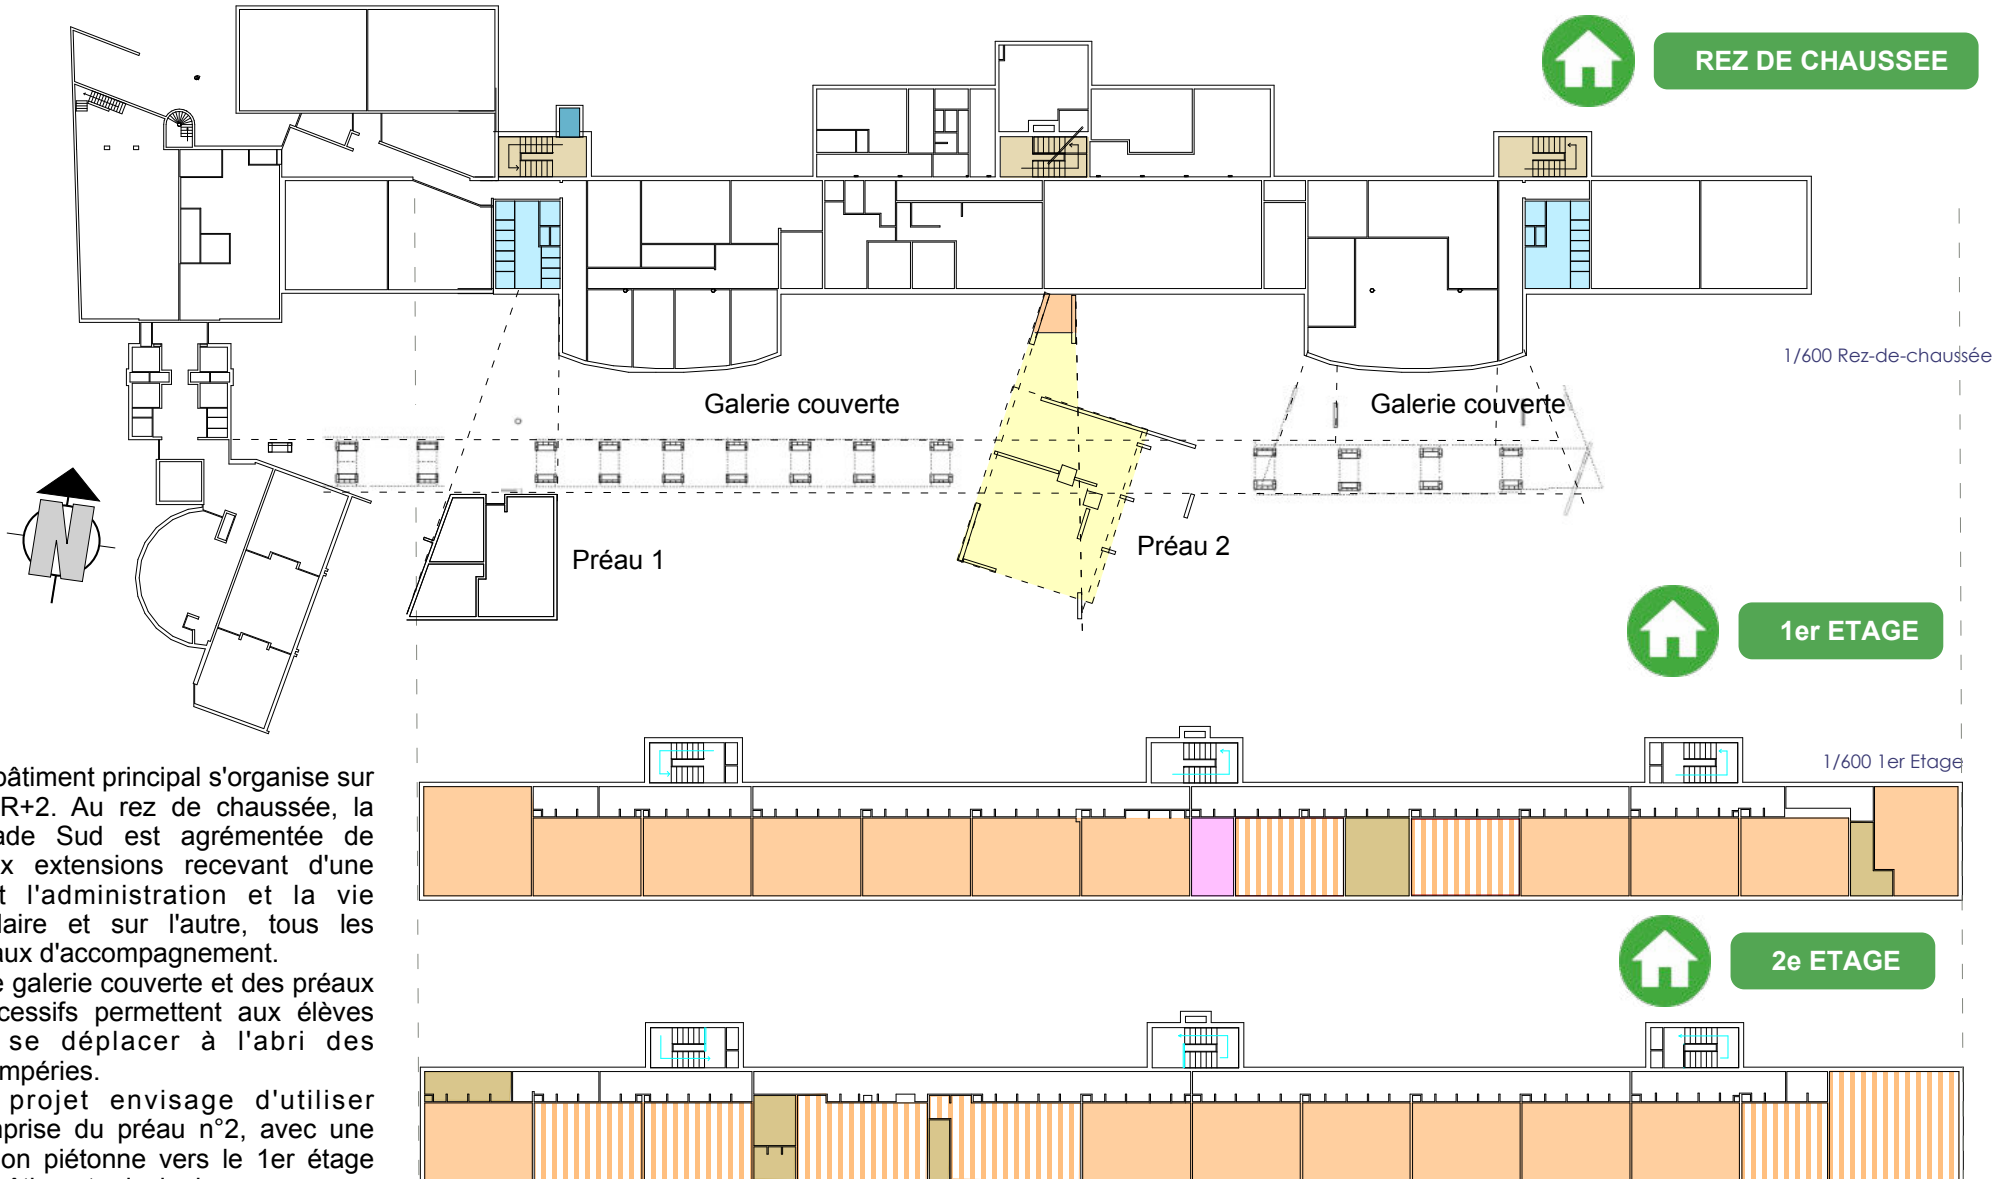 REZ DE CHAUSSEE
1/600 Rez-de-chaussée
Galerie couverte
Galerie couverte
N
Préau 1
Préau 2
1er ETAGE
1/600 1er Etage
2e ETAGE
bâtiment principal s'organise sur
R+2. Au rez de chaussée, la
ade Sud est agrémentée de
x extensions recevant d'une
t l'administration et la vie
laire et sur l'autre, tous les
aux d'accompagnement.
e galerie couverte et des préaux
cessifs permettent aux élèves
se déplacer à l'abri des
mpéries.
projet envisage d'utiliser
mprise du préau n°2, avec une
on piétonne vers le 1er étage